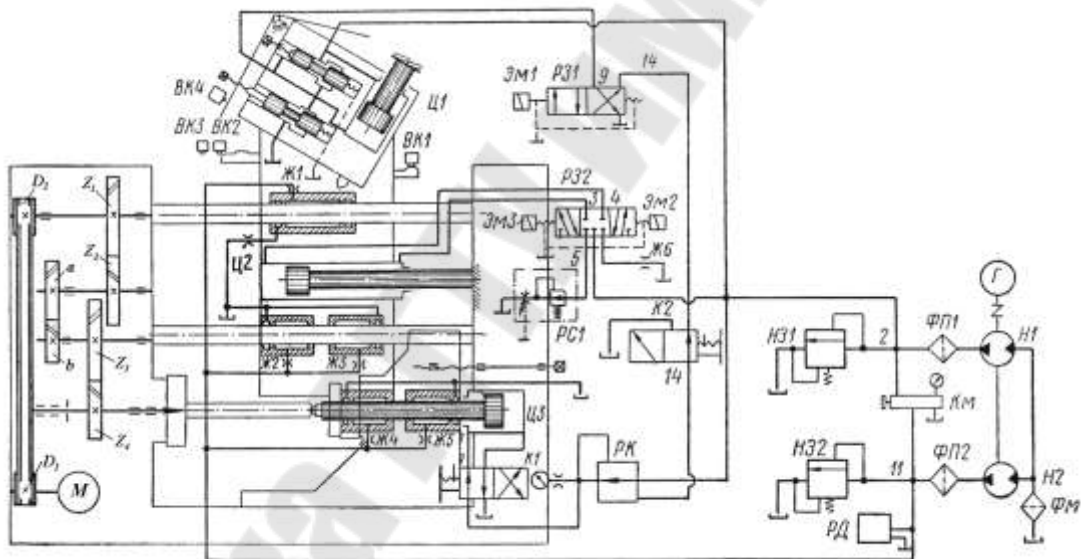 ЭМ1
РЗ1
9
14
ВК4
ВК3
ВК2
Ц1
ВК1
Ж1
РЗ2
3
4
ЭМ3
ЭМ2
Ж6
5
РС1
К2
14
Г
НЗ1
2
ФП1
Н1
КМ
D₂
Z₁
Z₂
a
b
Z₃
Z₄
Ц2
Ж2
Ж3
Ж4
Ж5
Ц3
К1
РК
НЗ2
11
ФП2
Н2
ФМ
РД
D₁
М